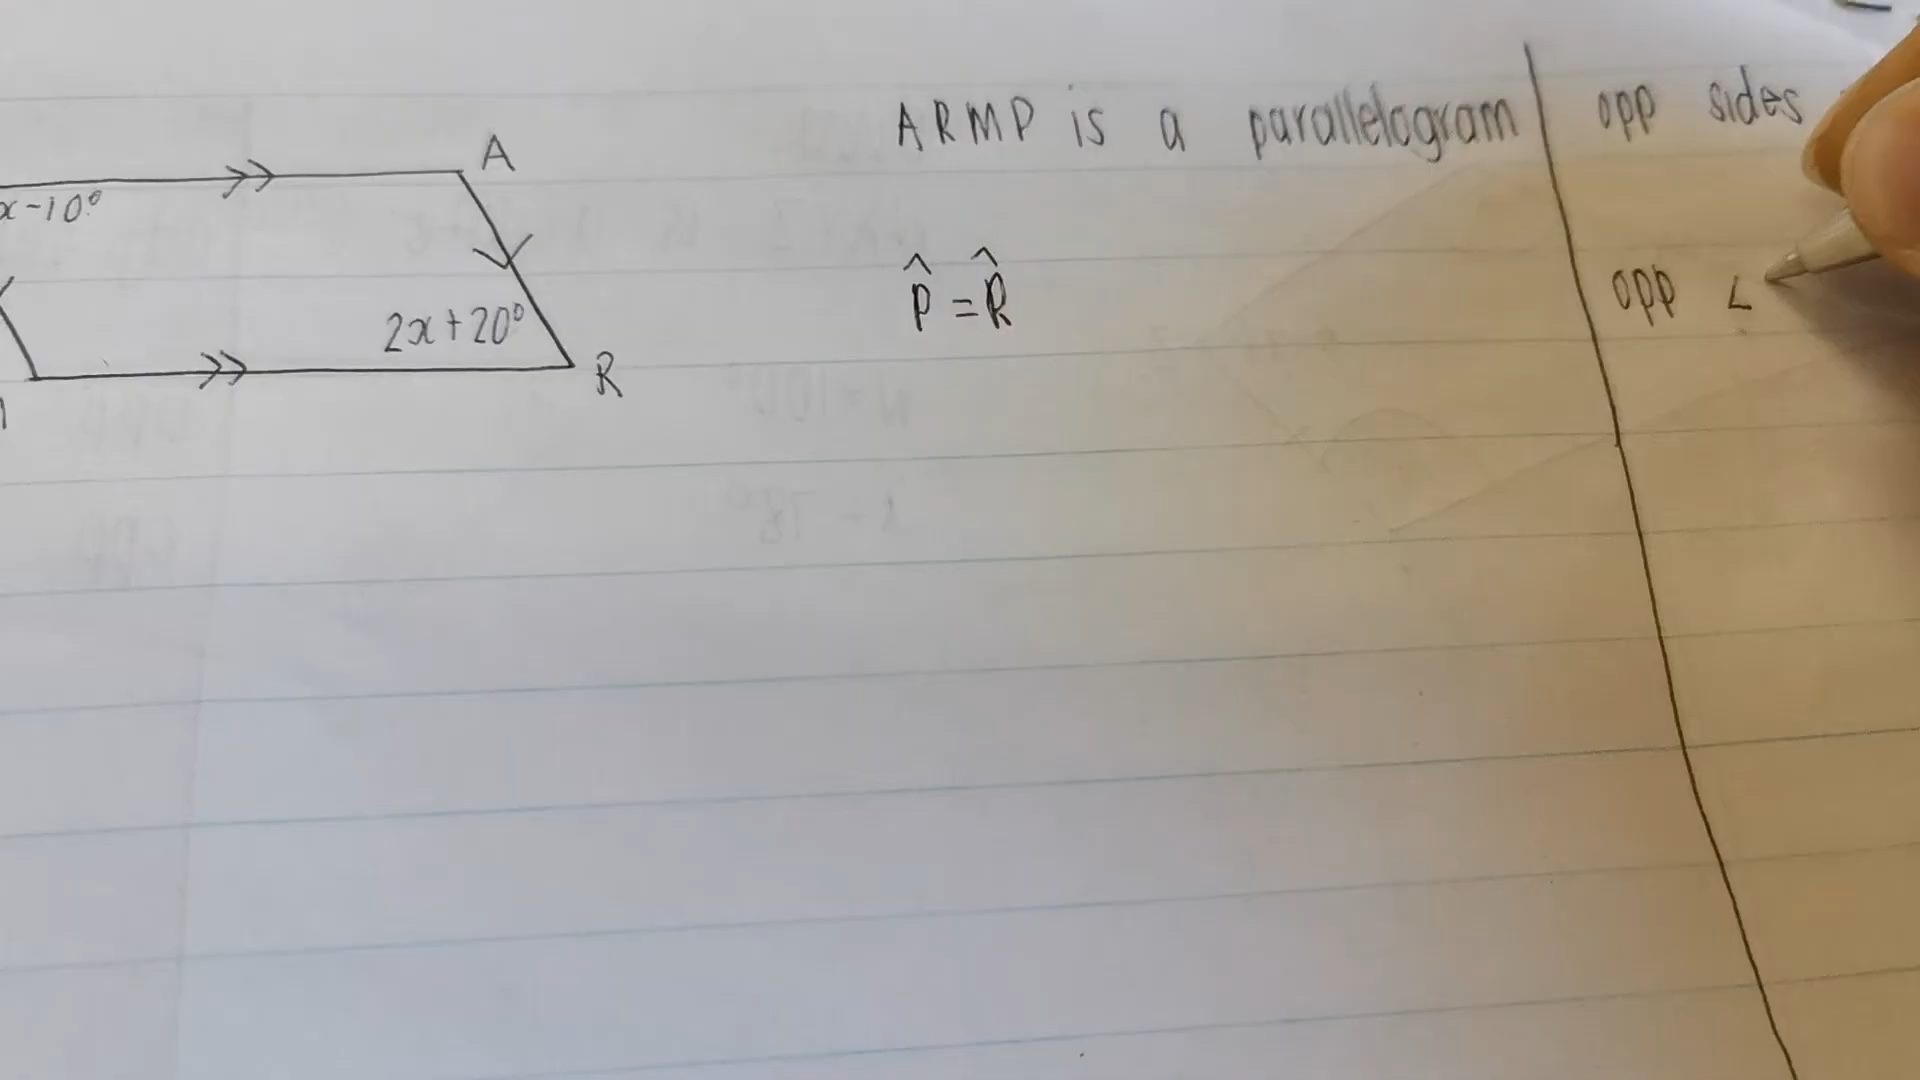 ARMP is a parallelogram opp sides
A
x-10°
P̂ = R̂ opp ∠
2x+20°
R